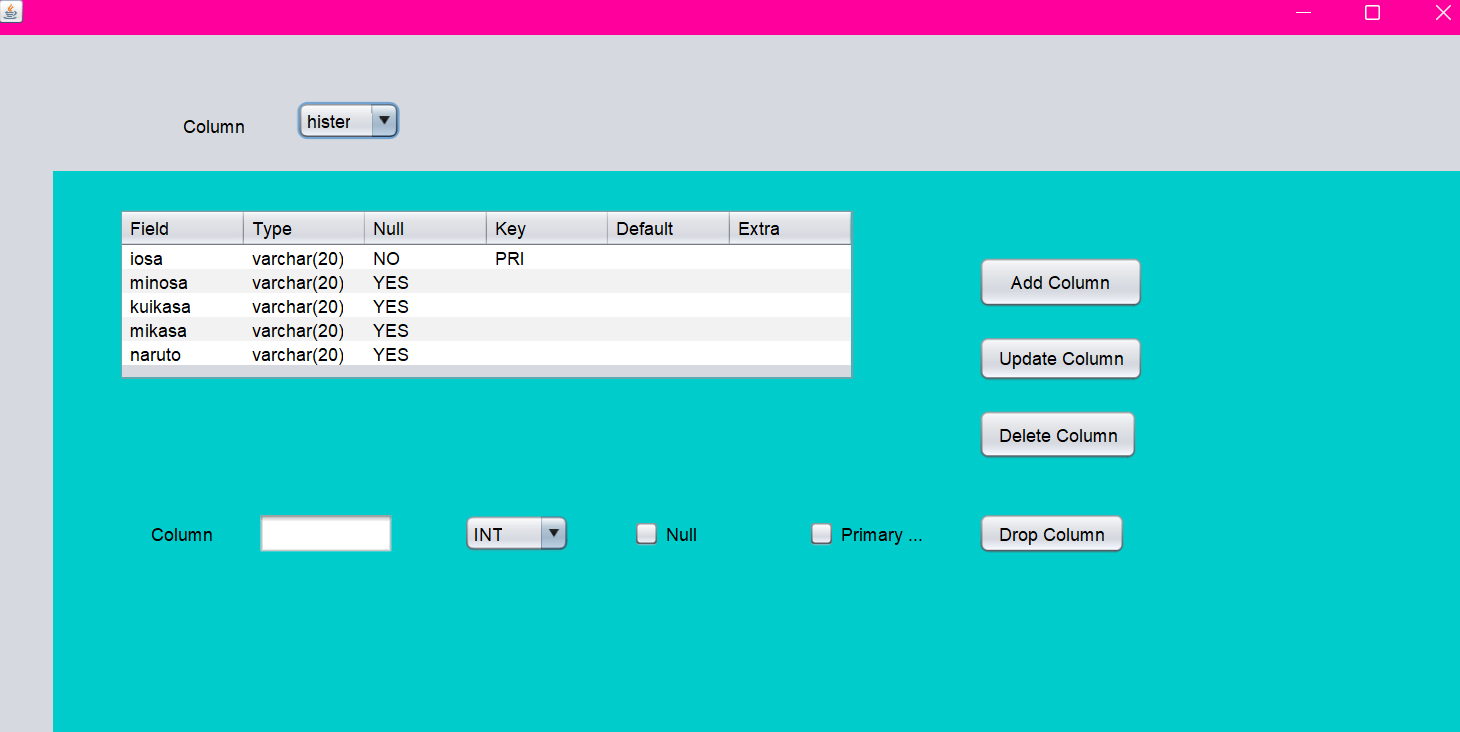 Column hister
Field Type Null Key Default Extra
iosa varchar(20) NO PRI
minosa varchar(20) YES
kuikasa varchar(20) YES
mikasa varchar(20) YES
naruto varchar(20) YES
Add Column
Update Column
Delete Column
Column INT Null Primary ... Drop Column